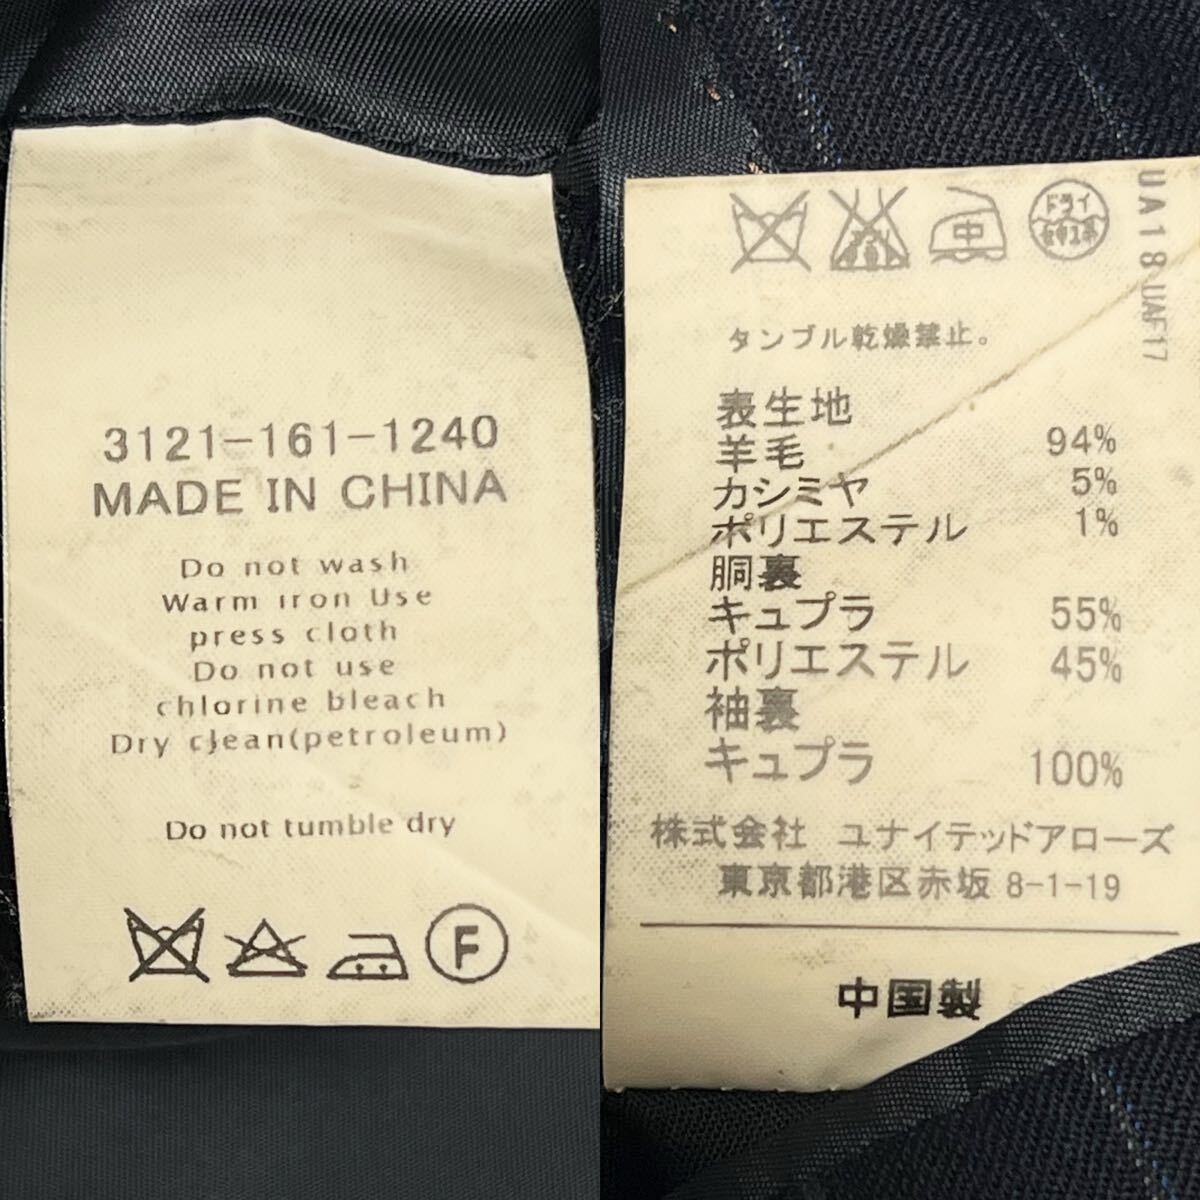 3121-161-1240
MADE IN CHINA
Do not wash
Warm iron Use
press cloth
Do not use
chlorine bleach
Dry clean(petroleum)
Do not tumble dry
F
中
ドライ
UA18 UAF17
タンブル乾燥禁止。
表生地
羊毛 94%
カシミヤ 5%
ポリエステル 1%
胴裏
キュプラ 55%
ポリエステル 45%
袖裏
キュプラ 100%
株式会社 ユナイテッドアローズ
東京都港区赤坂 8-1-19
中国製